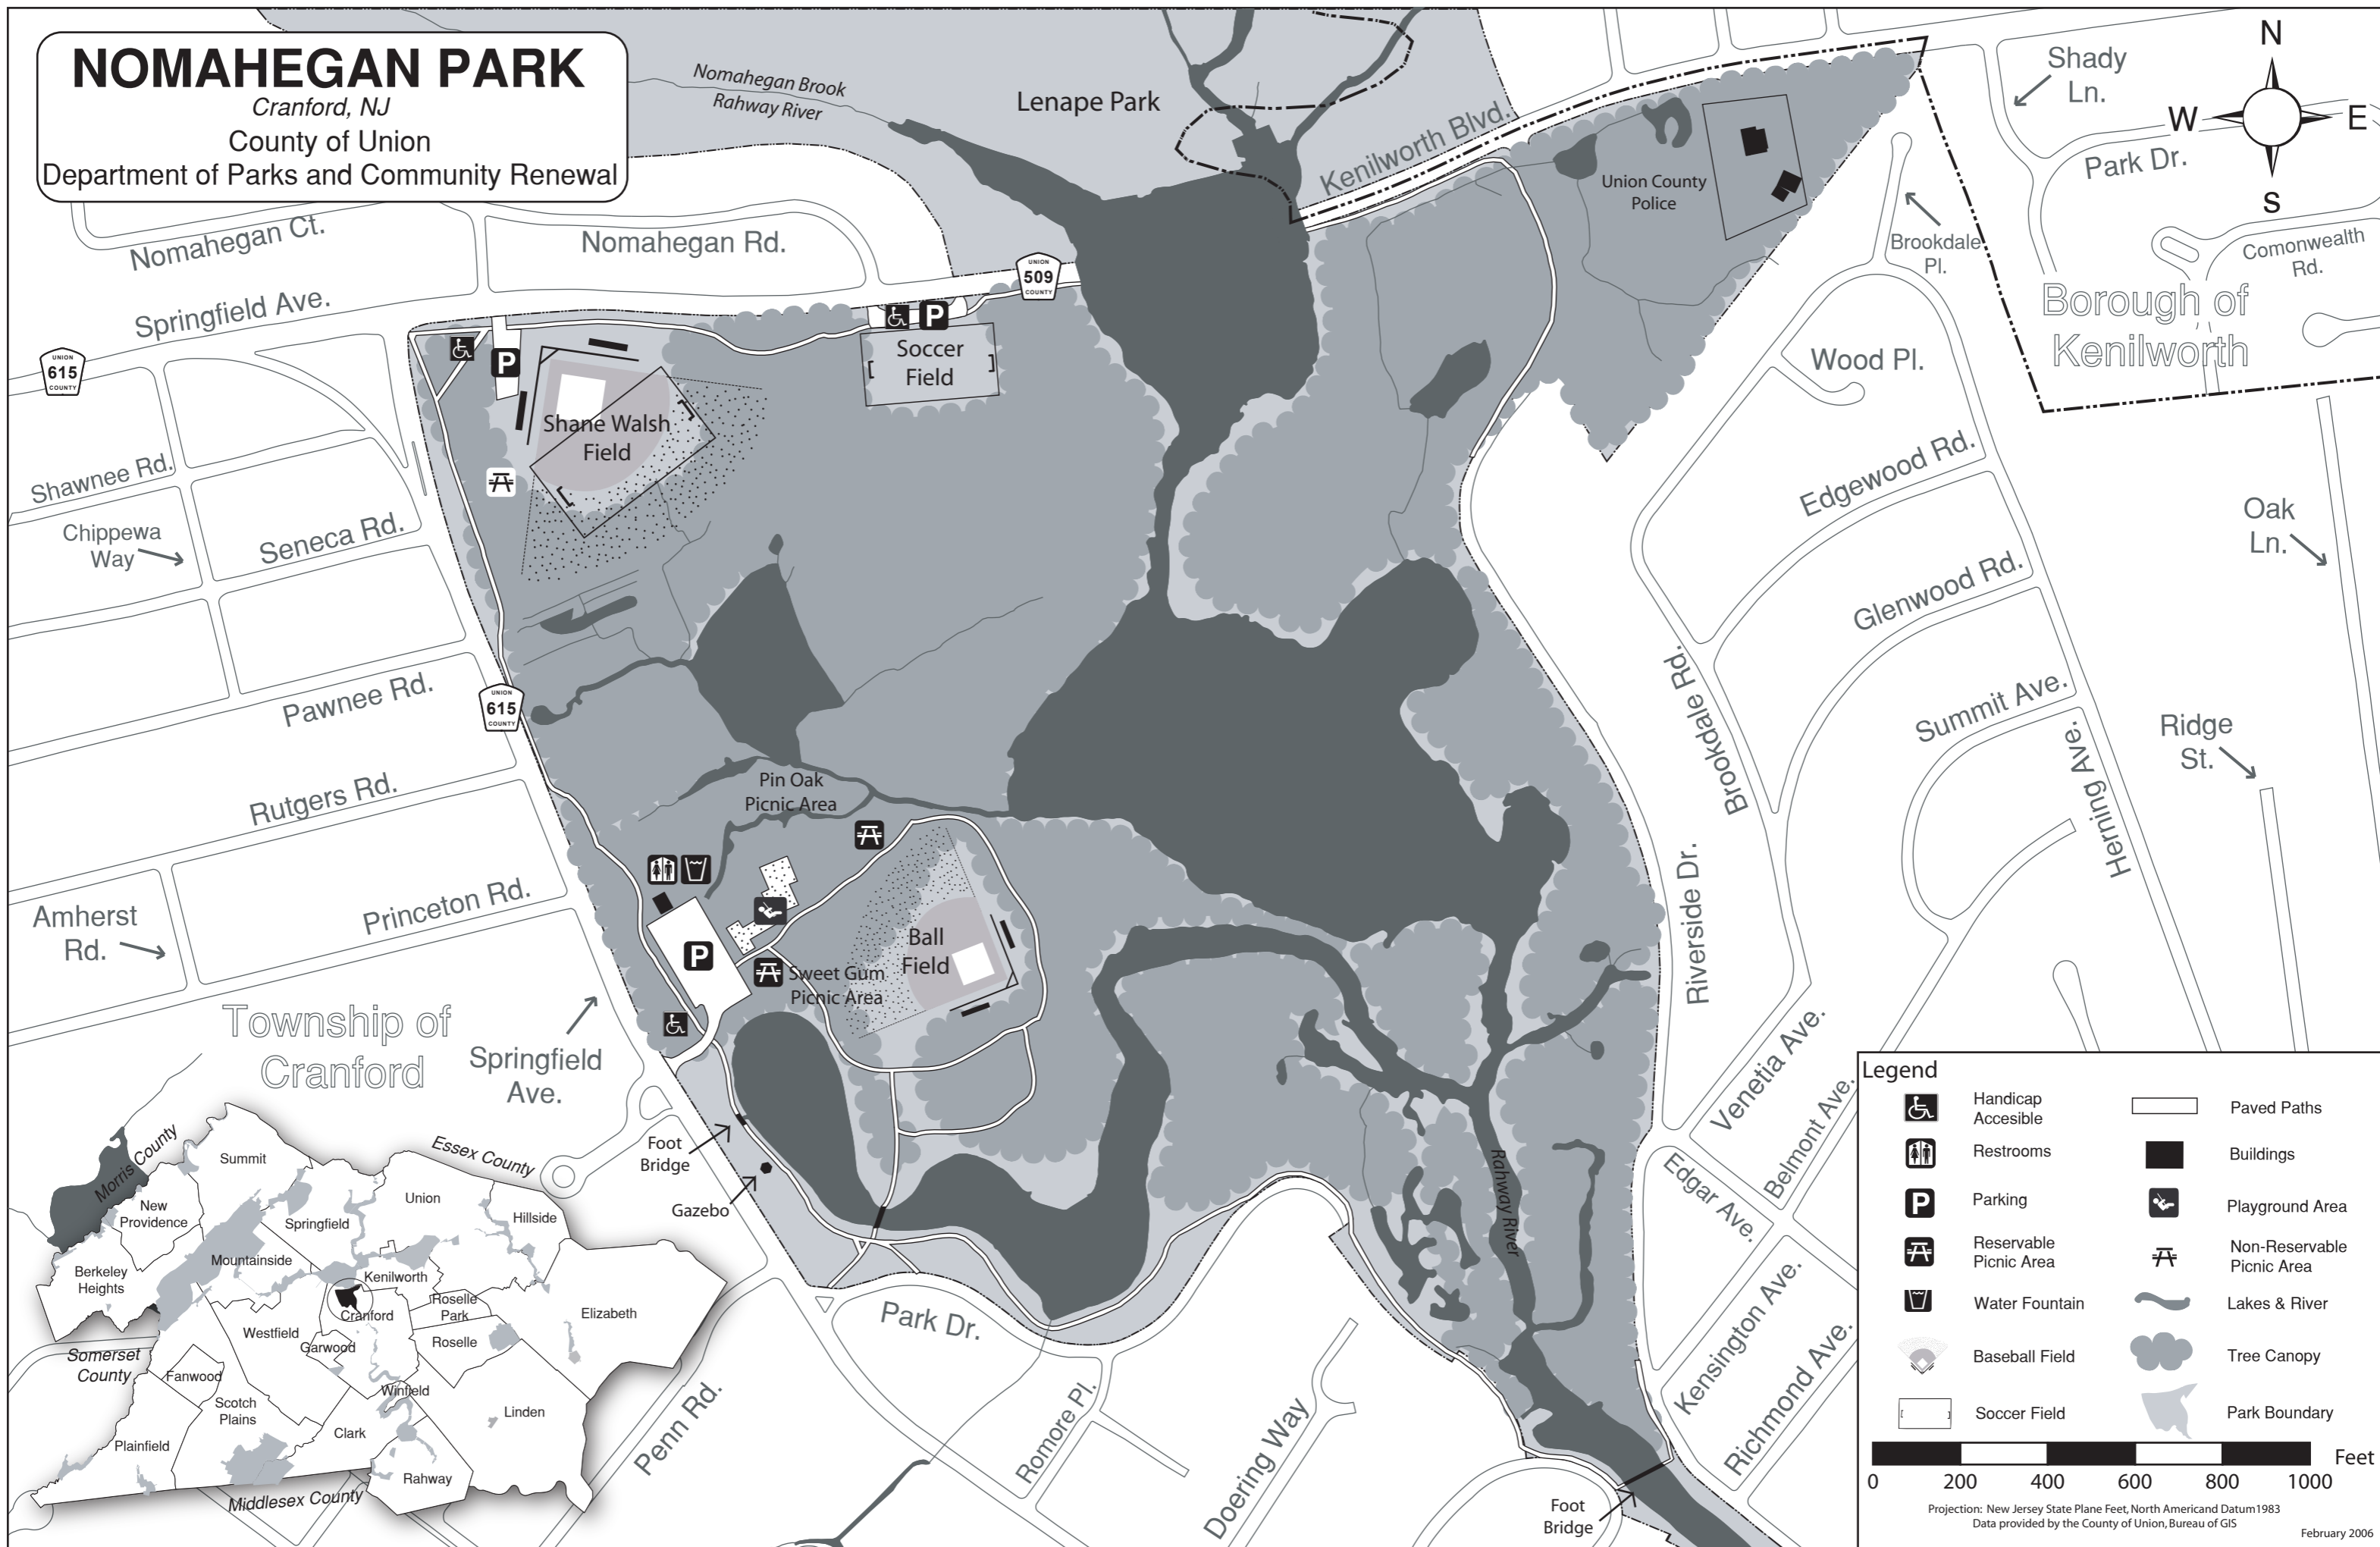 NOMAHEGAN PARK
Cranford, NJ
County of Union
Department of Parks and Community Renewal
Nomahegan Brook
Rahway River
Lenape Park
Kenilworth Blvd.
Union County
Police
Shady
Ln.
Park Dr.
N
W
E
S
Brookdale
Pl.
Comonwealth
Rd.
Borough of
Kenilworth
Nomahegan Ct.
Nomahegan Rd.
Springfield Ave.
UNION
509
COUNTY
UNION
615
COUNTY
P
P
Soccer
Field
Shane Walsh
Field
Wood Pl.
Shawnee Rd.
Chippewa
Way
Seneca Rd.
Edgewood Rd.
Oak
Ln.
Glenwood Rd.
Pawnee Rd.
UNION
615
COUNTY
Brookdale Rd.
Summit Ave.
Herning Ave.
Ridge
St.
Rutgers Rd.
Pin Oak
Picnic Area
Princeton Rd.
Amherst
Rd.
P
Ball
Field
Sweet Gum
Picnic Area
Riverside Dr.
Township of
Cranford
Springfield
Ave.
Venetia Ave.
Belmont Ave.
Edgar Ave.
Foot
Bridge
Gazebo
Rahway River
Park Dr.
Kensington Ave.
Richmond Ave.
Penn Rd.
Romore Pl.
Doering Way
Foot
Bridge
Morris County
Essex County
Summit
New
Providence
Union
Springfield
Hillside
Mountainside
Berkeley
Heights
Kenilworth
Cranford
Roselle
Park
Elizabeth
Westfield
Garwood
Roselle
Somerset
County
Fanwood
Scotch
Plains
Winfield
Linden
Clark
Plainfield
Rahway
Middlesex County
Legend
Handicap
Accesible
Paved Paths
Restrooms
Buildings
P
Parking
Playground Area
Reservable
Picnic Area
Non-Reservable
Picnic Area
Water Fountain
Lakes & River
Baseball Field
Tree Canopy
Soccer Field
Park Boundary
Feet
0 200 400 600 800 1000
Projection: New Jersey State Plane Feet, North Americand Datum1983
Data provided by the County of Union, Bureau of GIS
February 2006